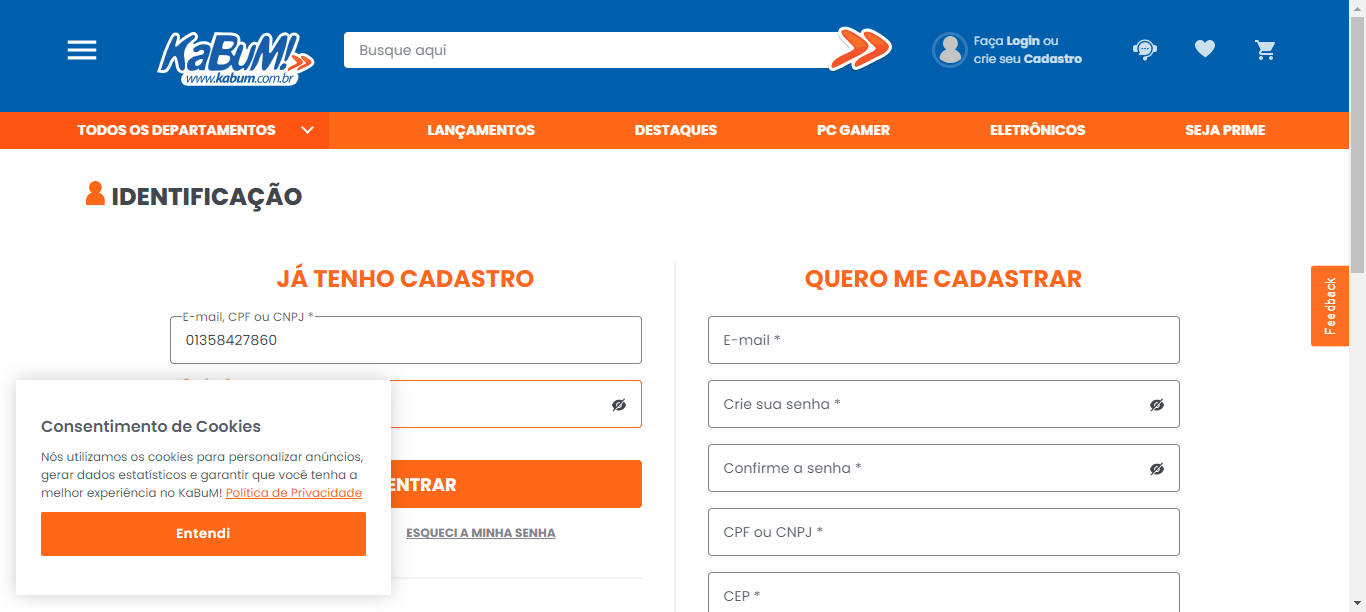 KaBuM!
www.kabum.com.br
Busque aqui
Faça Login ou
crie seu Cadastro
TODOS OS DEPARTAMENTOS
LANÇAMENTOS
DESTAQUES
PC GAMER
ELETRÔNICOS
SEJA PRIME
IDENTIFICAÇÃO
JÁ TENHO CADASTRO
E-mail, CPF ou CNPJ *
01358427860
ENTRAR
ESQUECI A MINHA SENHA
QUERO ME CADASTRAR
E-mail *
Crie sua senha *
Confirme a senha *
CPF ou CNPJ *
CEP *
Feedback
Consentimento de Cookies
Nós utilizamos os cookies para personalizar anúncios,
gerar dados estatísticos e garantir que você tenha a
melhor experiência no KaBuM! Política de Privacidade
Entendi